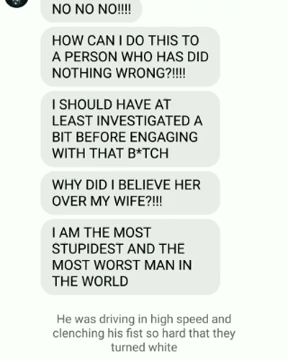 NO NO NO!!!!
HOW CAN I DO THIS TO
A PERSON WHO HAS DID
NOTHING WRONG?!!!!
I SHOULD HAVE AT
LEAST INVESTIGATED A
BIT BEFORE ENGAGING
WITH THAT B*TCH
WHY DID I BELIEVE HER
OVER MY WIFE?!!!
I AM THE MOST
STUPIDEST AND THE
MOST WORST MAN IN
THE WORLD
He was driving in high speed and
clenching his fist so hard that they
turned white